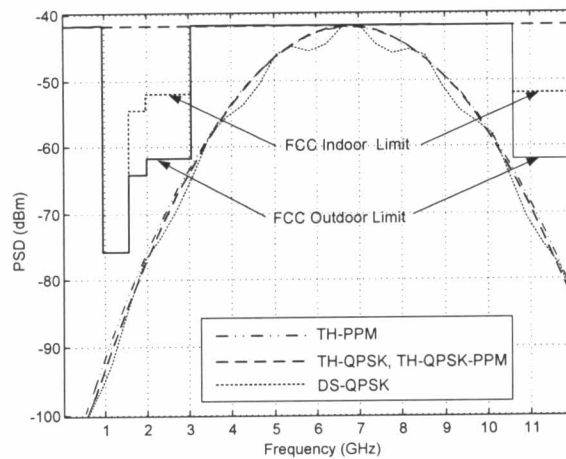 -40
-50
-60
-70
-80
-90
-100
PSD (dBm)
FCC Indoor Limit
FCC Outdoor Limit
TH-PPM
TH-QPSK, TH-QPSK-PPM
DS-QPSK
1 2 3 4 5 6 7 8 9 10 11
Frequency (GHz)